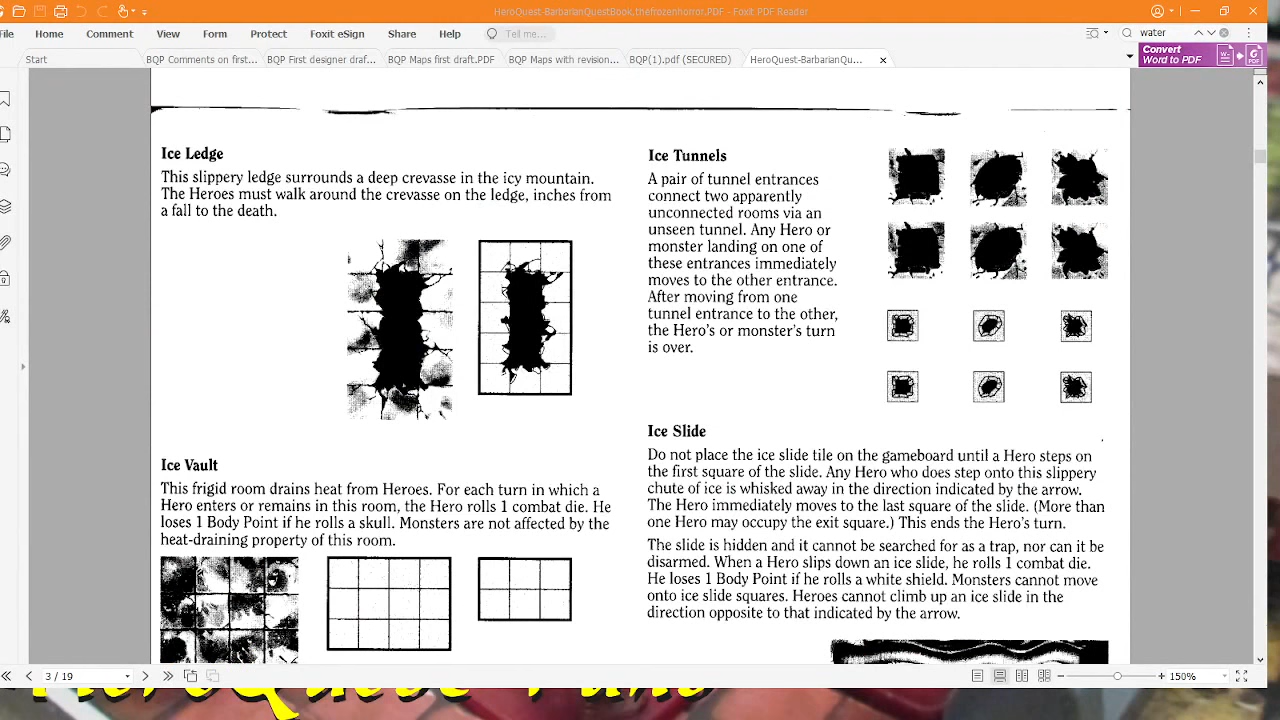 HeroQuest-BarbarianQuestBook,thefrozenhorror.PDF - Foxit PDF Reader
File Home Comment View Form Protect Foxit eSign Share Help Tell me... water
Start BQP Comments on first... BQP First designer draf... BQP Map first draft.PDF BQP Maps with revision... BQP(1).pdf (SECURED) HeroQuest-BarbarianQu...
Convert
Word to PDF
Ice Ledge
This slippery ledge surrounds a deep crevasse in the icy mountain.
The Heroes must walk around the crevasse on the ledge, inches from
a fall to the death.
Ice Vault
This frigid room drains heat from Heroes. For each turn in which a
Hero enters or remains in this room, the Hero rolls 1 combat die. He
loses 1 Body Point if he rolls a skull. Monsters are not affected by the
heat-draining property of this room.
Ice Tunnels
A pair of tunnel entrances
connect two apparently
unconnected rooms via an
unseen tunnel. Any Hero or
monster landing on one of
these entrances immediately
moves to the other entrance.
After moving from one
tunnel entrance to the other,
the Hero's or monster's turn
is over.
Ice Slide
Do not place the ice slide tile on the gameboard until a Hero steps on
the first square of the slide. Any Hero who does step onto this slippery
chute of ice is whisked away in the direction indicated by the arrow.
The Hero immediately moves to the last square of the slide. (More than
one Hero may occupy the exit square.) This ends the Hero's turn.
The slide is hidden and it cannot be searched for as a trap, nor can it be
disarmed. When a Hero slips down an ice slide, he rolls 1 combat die.
He loses 1 Body Point if he rolls a white shield. Monsters cannot move
onto ice slide squares. Heroes cannot climb up an ice slide in the
direction opposite to that indicated by the arrow.
3 / 19 150%